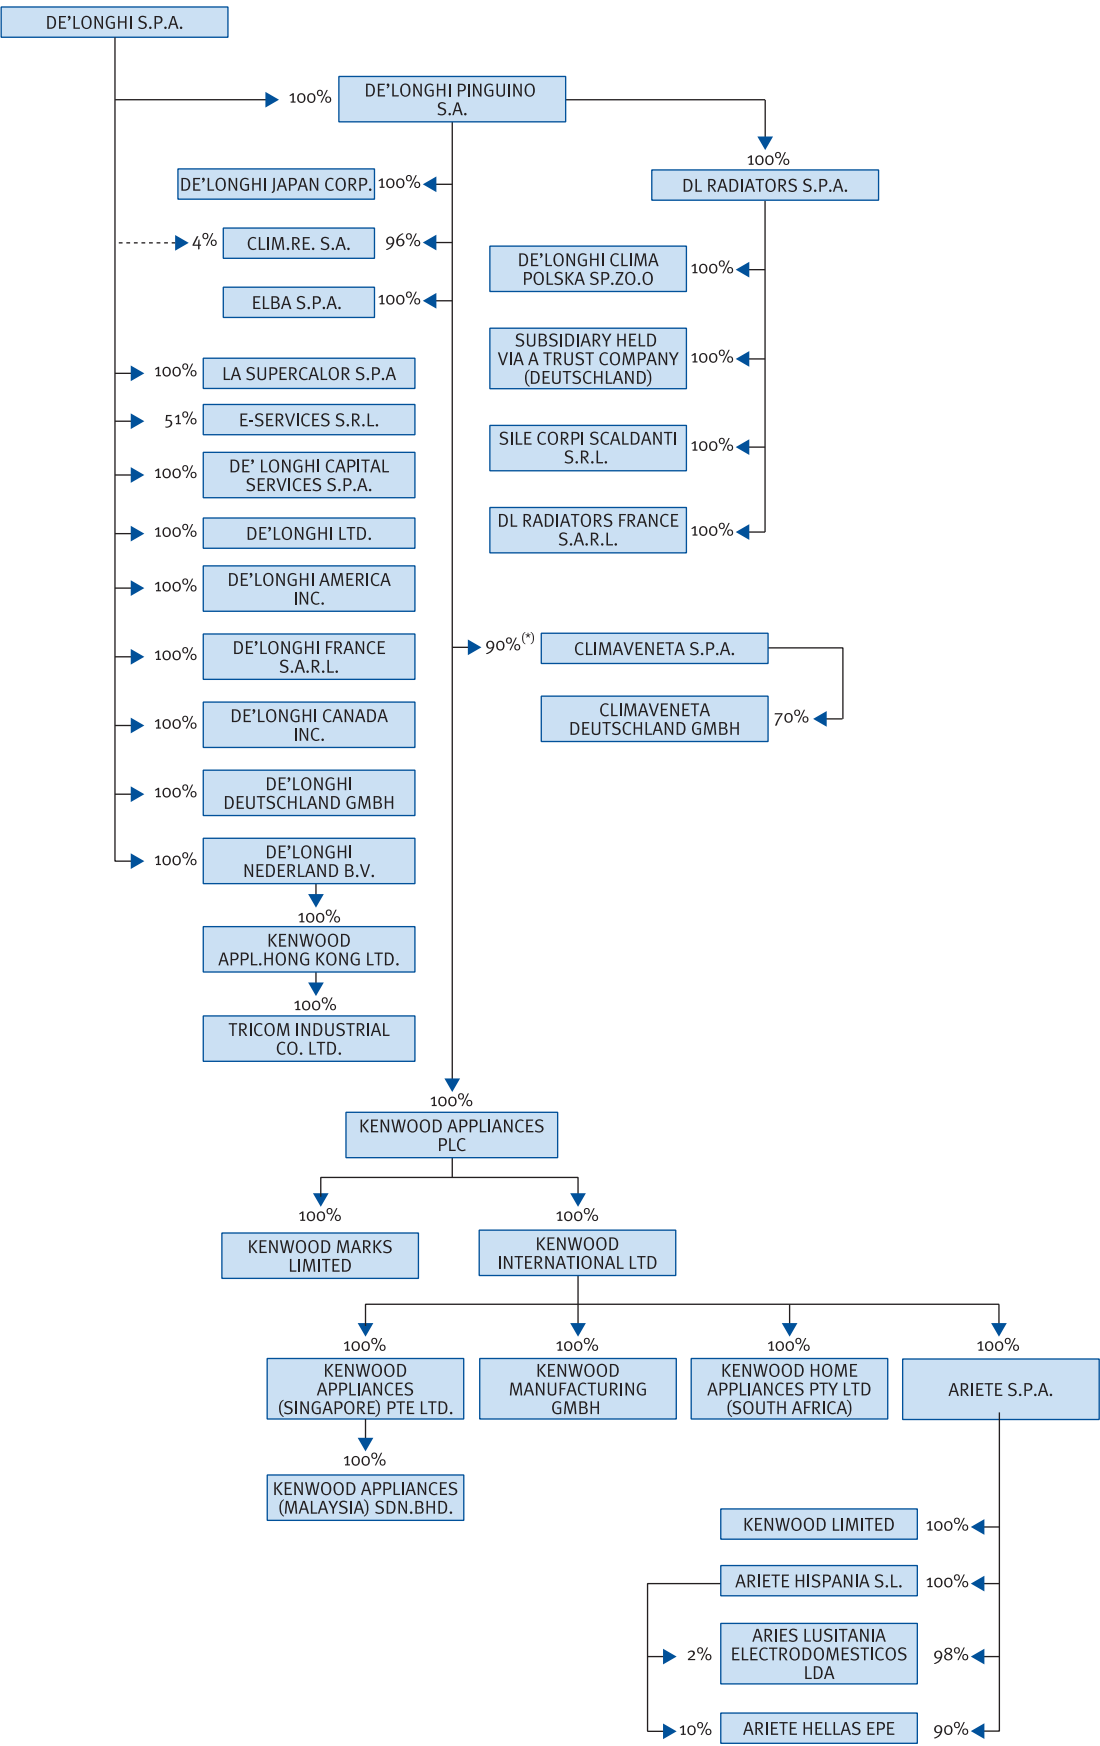 DE'LONGHI S.P.A.
100%
DE'LONGHI PINGUINO
S.A.
100%
DE'LONGHI JAPAN CORP.
100%
DL RADIATORS S.P.A.
4%
CLIM.RE. S.A.
96%
DE'LONGHI CLIMA
POLSKA SP.ZO.O
100%
ELBA S.P.A.
100%
SUBSIDIARY HELD
VIA A TRUST COMPANY
(DEUTSCHLAND)
100%
100%
LA SUPERCALOR S.P.A
51%
E-SERVICES S.R.L.
SILE CORPI SCALDANTI
S.R.L.
100%
100%
DE' LONGHI CAPITAL
SERVICES S.P.A.
100%
DE'LONGHI LTD.
DL RADIATORS FRANCE
S.A.R.L.
100%
100%
DE'LONGHI AMERICA
INC.
100%
DE'LONGHI FRANCE
S.A.R.L.
90%(*)
CLIMAVENETA S.P.A.
100%
DE'LONGHI CANADA
INC.
CLIMAVENETA
DEUTSCHLAND GMBH
70%
100%
DE'LONGHI
DEUTSCHLAND GMBH
100%
DE'LONGHI
NEDERLAND B.V.
100%
KENWOOD
APPL.HONG KONG LTD.
100%
TRICOM INDUSTRIAL
CO. LTD.
100%
KENWOOD APPLIANCES
PLC
100%
100%
KENWOOD MARKS
LIMITED
KENWOOD
INTERNATIONAL LTD
100%
100%
100%
100%
KENWOOD
APPLIANCES
(SINGAPORE) PTE LTD.
KENWOOD
MANUFACTURING
GMBH
KENWOOD HOME
APPLIANCES PTY LTD
(SOUTH AFRICA)
ARIETE S.P.A.
100%
KENWOOD APPLIANCES
(MALAYSIA) SDN.BHD.
KENWOOD LIMITED
100%
ARIETE HISPANIA S.L.
100%
2%
ARIES LUSITANIA
ELECTRODOMESTICOS
LDA
98%
10%
ARIETE HELLAS EPE
90%